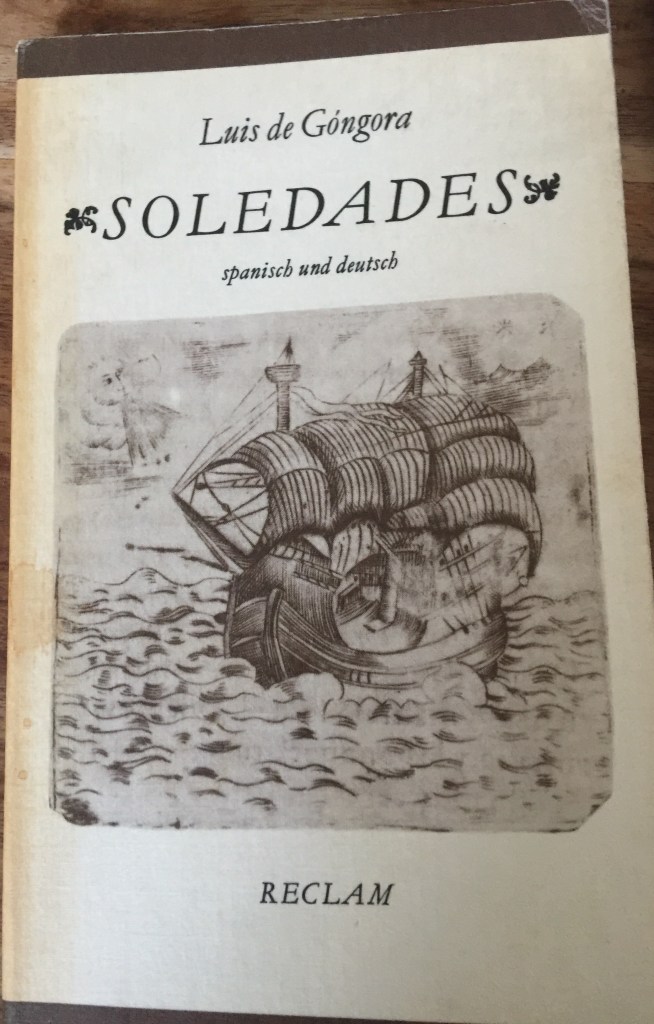 Luis de Góngora
SOLEDADES
spanisch und deutsch
RECLAM